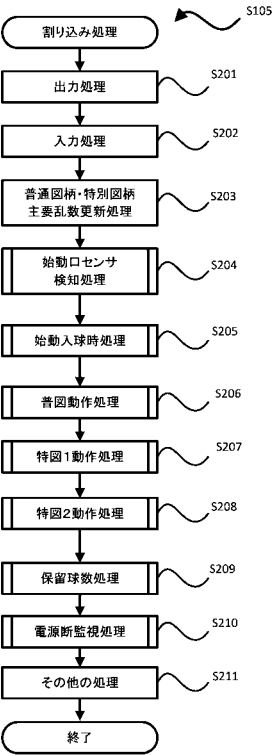 割り込み処理
S105
出力処理
S201
入力処理
S202
普通図柄・特別図柄
主要乱数更新処理
S203
始動口センサ
検知処理
S204
始動入球時処理
S205
普図動作処理
S206
特図1動作処理
S207
特図2動作処理
S208
保留球数処理
S209
電源断監視処理
S210
その他の処理
S211
終了